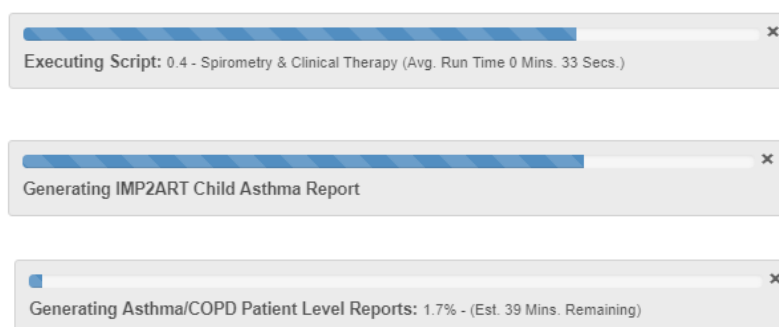 Executing Script: 0.4 - Spirometry & Clinical Therapy (Avg. Run Time 0 Mins. 33 Secs.)
Generating IMP2ART Child Asthma Report
Generating Asthma/COPD Patient Level Reports: 1.7% - (Est. 39 Mins. Remaining)